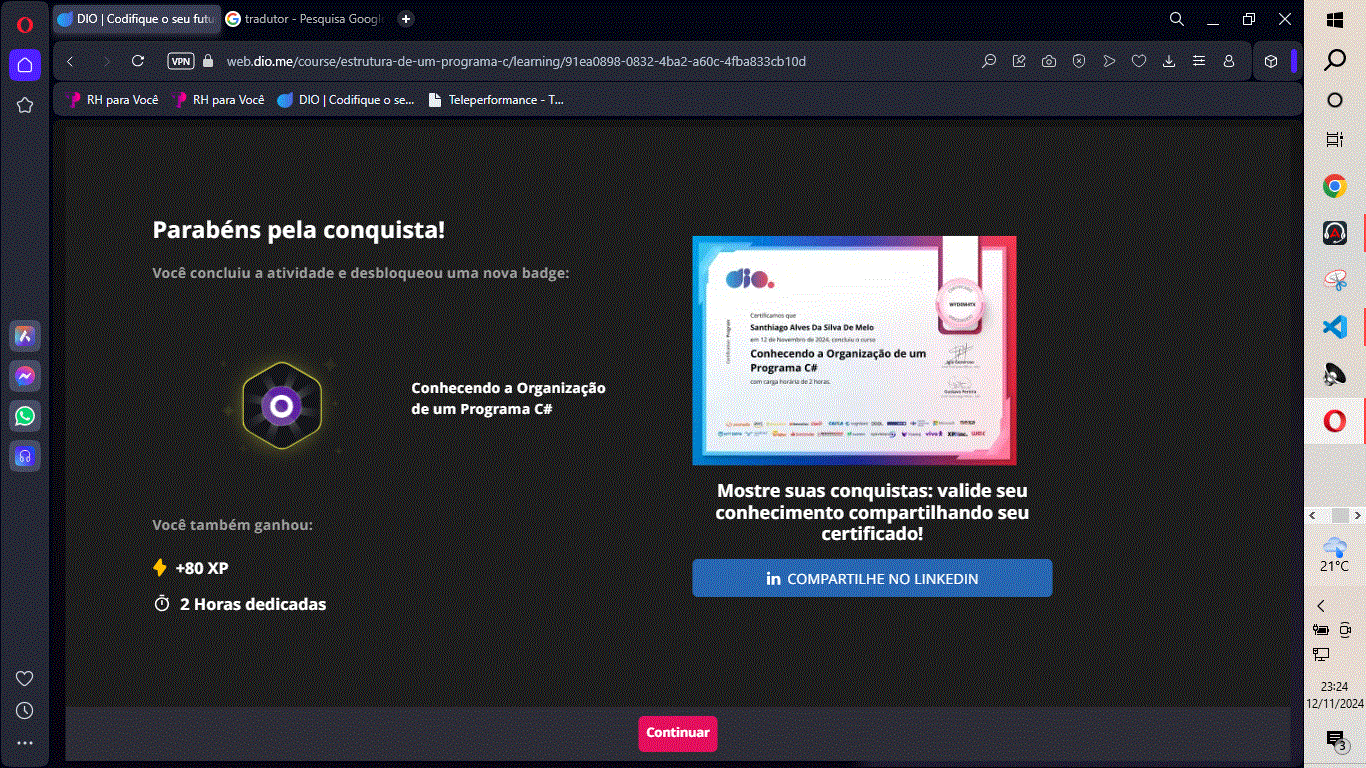 DIO | Codifique o seu futu
tradutor - Pesquisa Google
VPN
web.dio.me/course/estrutura-de-um-programa-c/learning/91ea0898-0832-4ba2-a60c-4fba833cb10d
RH para Você
RH para Você
DIO | Codifique o se...
Teleperformance - T...
Parabéns pela conquista!
Você concluiu a atividade e desbloqueou uma nova badge:
Conhecendo a Organização
de um Programa C#
Você também ganhou:
+80 XP
2 Horas dedicadas
dio.
Certificamos que
Santhiago Alves Da Silva De Melo
em 12 de Novembro de 2024, concluiu o curso
Conhecendo a Organização de um
Programa C#
com carga horária de 2 horas.
Mostre suas conquistas: valide seu
conhecimento compartilhando seu
certificado!
in COMPARTILHE NO LINKEDIN
Continuar
21°C
23:24
12/11/2024
3